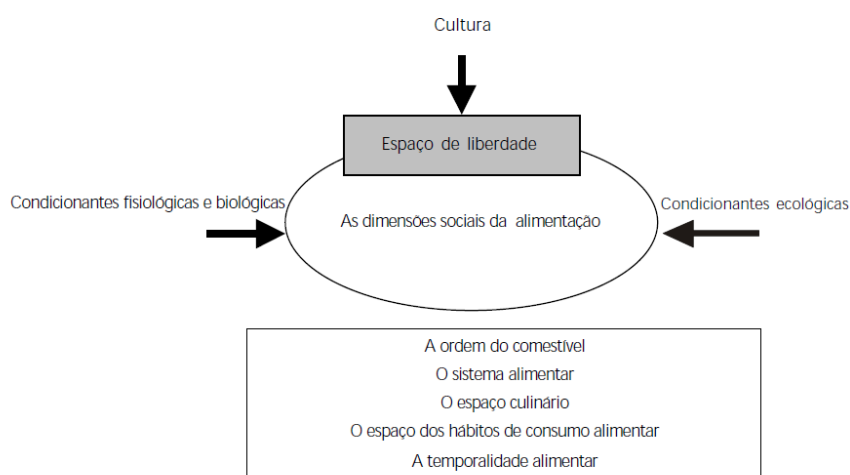 Cultura
Espaço de liberdade
Condicionantes fisiológicas e biológicas
As dimensões sociais da alimentação
Condicionantes ecológicas
A ordem do comestível
O sistema alimentar
O espaço culinário
O espaço dos hábitos de consumo alimentar
A temporalidade alimentar